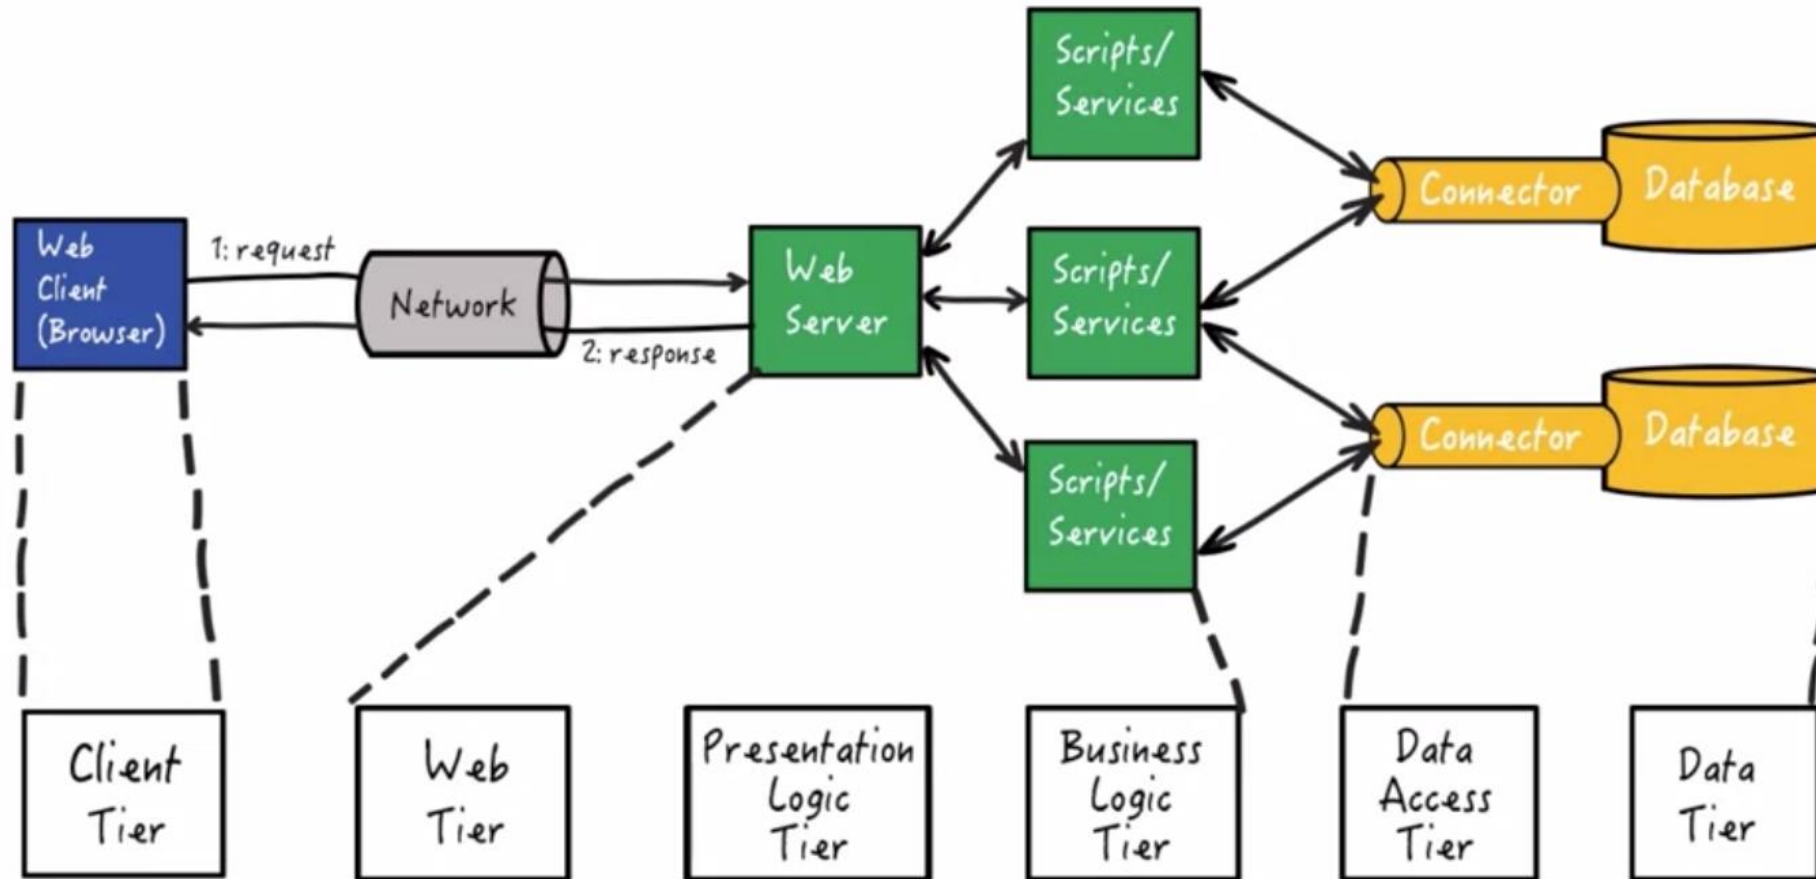 Scripts/
Services
Web
Client
(Browser)
1: request
Network
2: response
Web
Server
Scripts/
Services
Scripts/
Services
Connector
Database
Connector
Database
Client
Tier
Web
Tier
Presentation
Logic
Tier
Business
Logic
Tier
Data
Access
Tier
Data
Tier